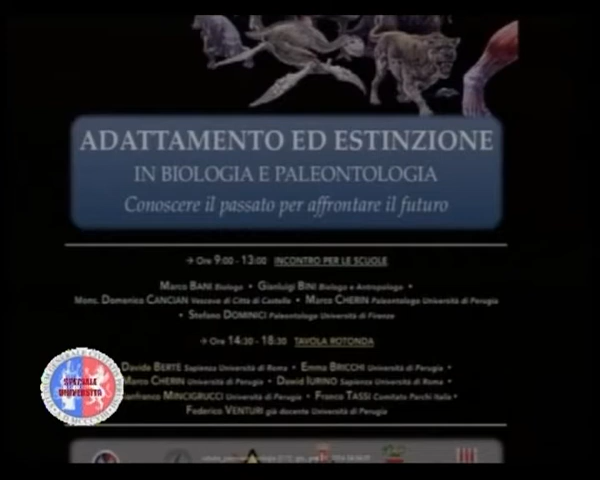 ADATTAMENTO ED ESTINZIONE
IN BIOLOGIA E PALEONTOLOGIA
Conoscere il passato per affrontare il futuro
→ Ore 9:00 - 13:00 INCONTRO PER LE SCUOLE
Marco BANI Biologo • Gianluigi BINI Biologo e Antropologo •
Mons. Domenico CANCIAN Vescovo di Città di Castello • Marco CHERIN Paleontologo Università di Perugia
• Stefano DOMINICI Paleontologo Università di Firenze
→ Ore 14:30 - 18:30 TAVOLA ROTONDA
Davide BERTÈ Sapienza Università di Roma • Emma BRICCHI Università di Perugia •
Marco CHERIN Università di Perugia • Dawid IURINO Sapienza Università di Roma •
MINCIGRUCCI Università di Perugia • Franco TASSI Comitato Parchi Italia •
Federico VENTURI già docente Università di Perugia
SPECIALE
UNIVERSITÀ